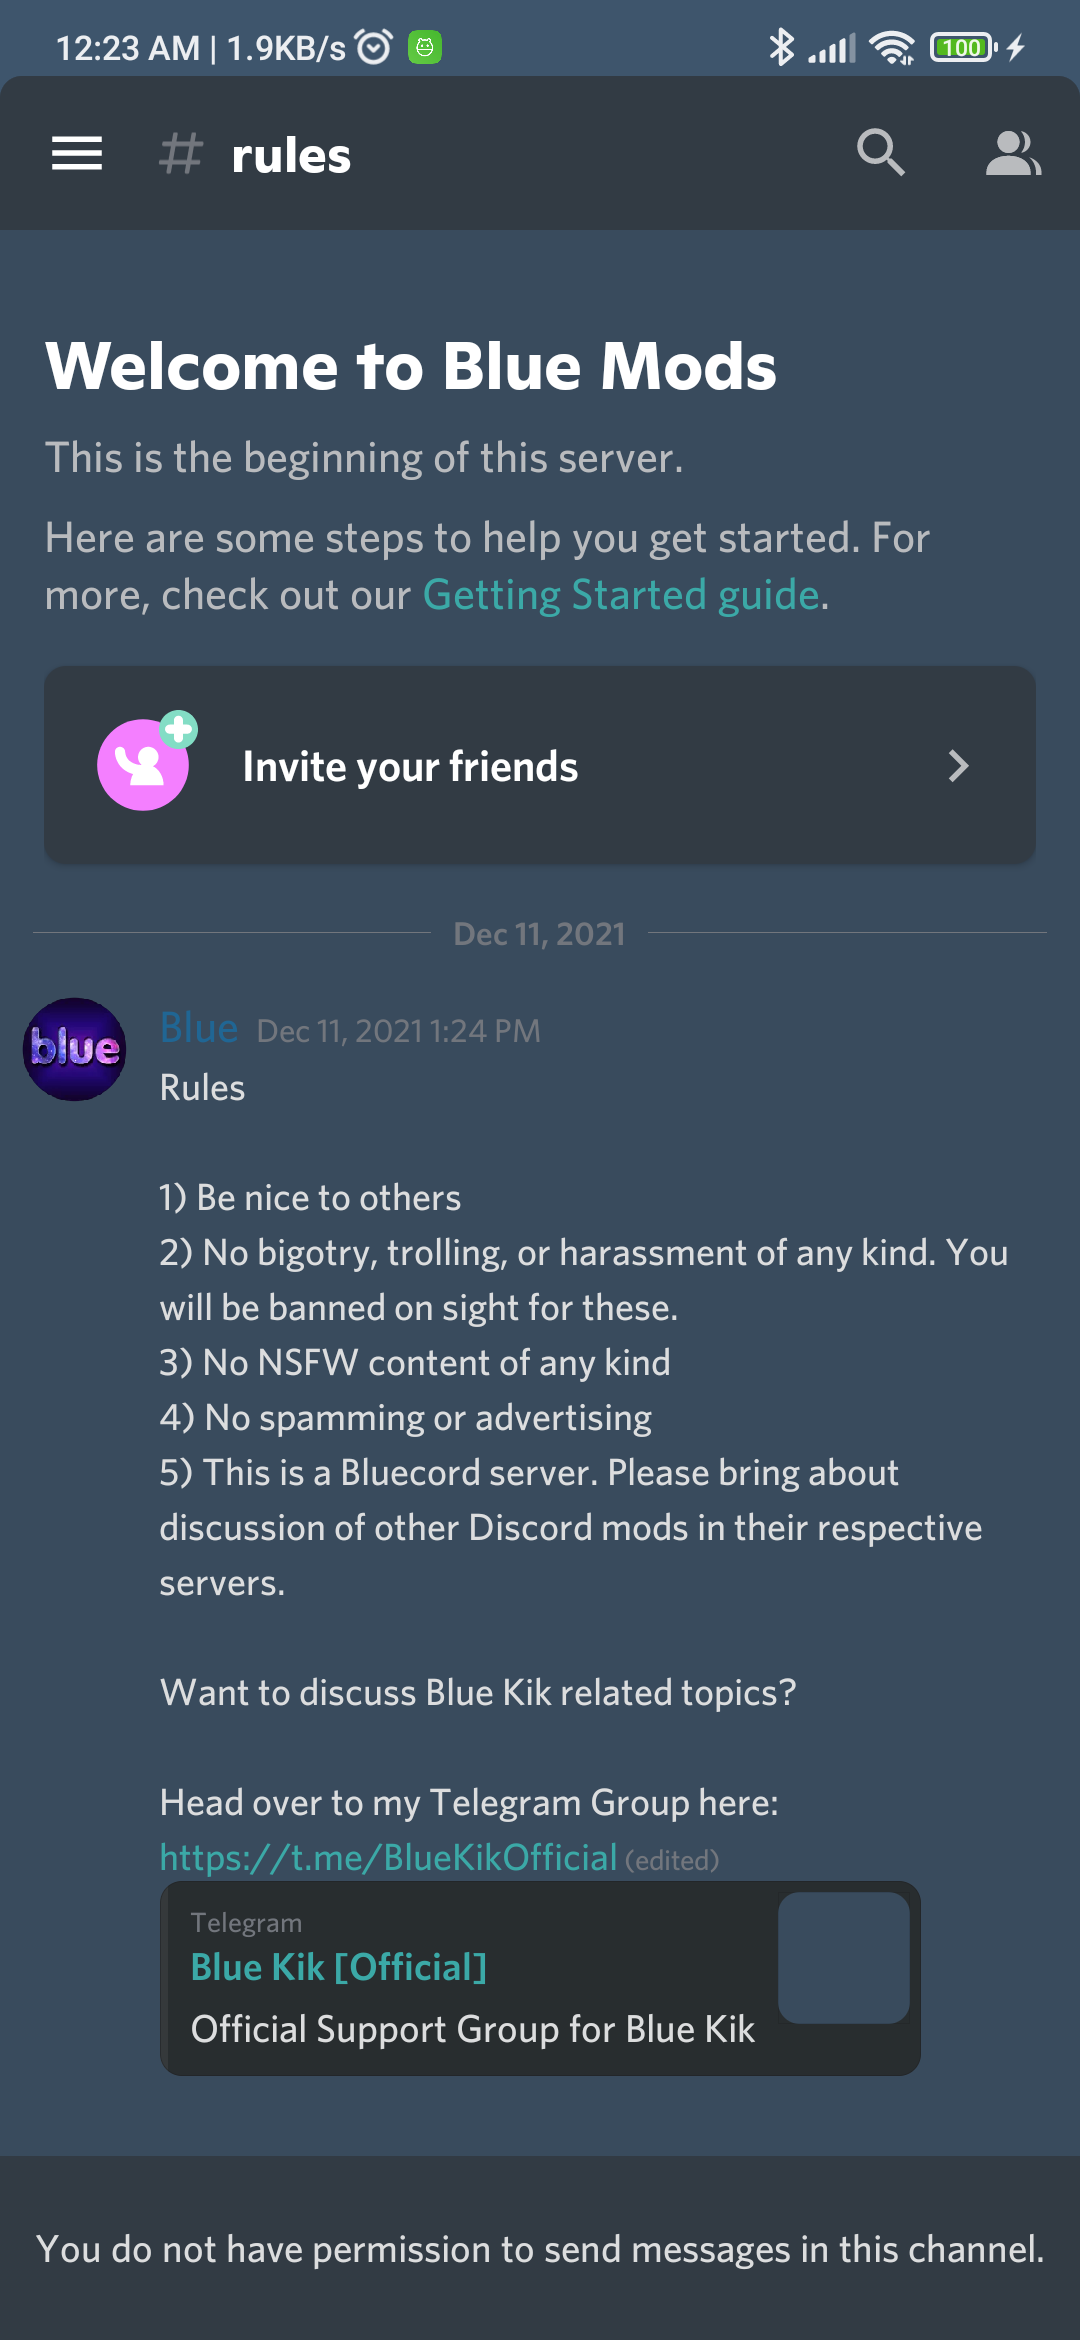 12:23 AM | 1.9KB/s
100
# rules
Welcome to Blue Mods
This is the beginning of this server.
Here are some steps to help you get started. For
more, check out our Getting Started guide.
Invite your friends
Dec 11, 2021
blue
Blue Dec 11, 2021 1:24 PM
Rules
1) Be nice to others
2) No bigotry, trolling, or harassment of any kind. You
will be banned on sight for these.
3) No NSFW content of any kind
4) No spamming or advertising
5) This is a Bluecord server. Please bring about
discussion of other Discord mods in their respective
servers.
Want to discuss Blue Kik related topics?
Head over to my Telegram Group here:
https://t.me/BlueKikOfficial (edited)
Telegram
Blue Kik [Official]
Official Support Group for Blue Kik
You do not have permission to send messages in this channel.